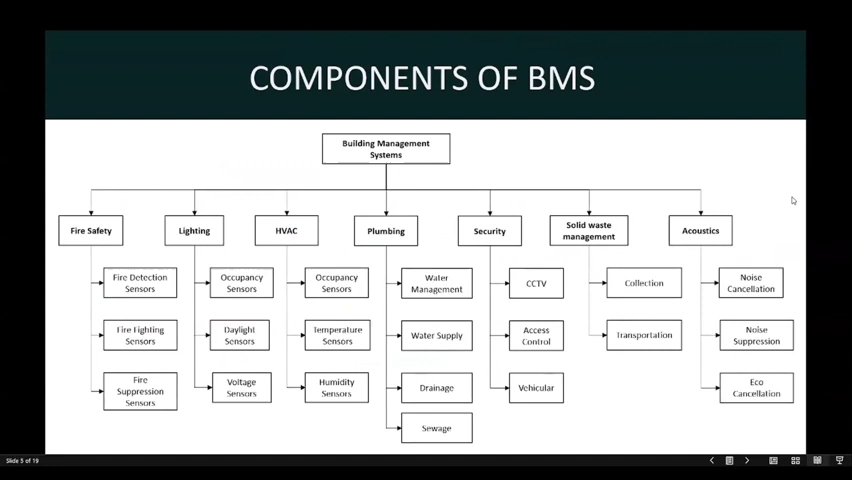 COMPONENTS OF BMS
Building Management
Systems
Fire Safety
Lighting
HVAC
Plumbing
Security
Solid waste
management
Acoustics
Fire Detection
Sensors
Fire Fighting
Sensors
Fire
Suppression
Sensors
Occupancy
Sensors
Daylight
Sensors
Voltage
Sensors
Occupancy
Sensors
Temperature
Sensors
Humidity
Sensors
Water
Management
Water Supply
Drainage
Sewage
CCTV
Access
Control
Vehicular
Collection
Transportation
Noise
Cancellation
Noise
Suppression
Eco
Cancellation
Slide 5 of 19